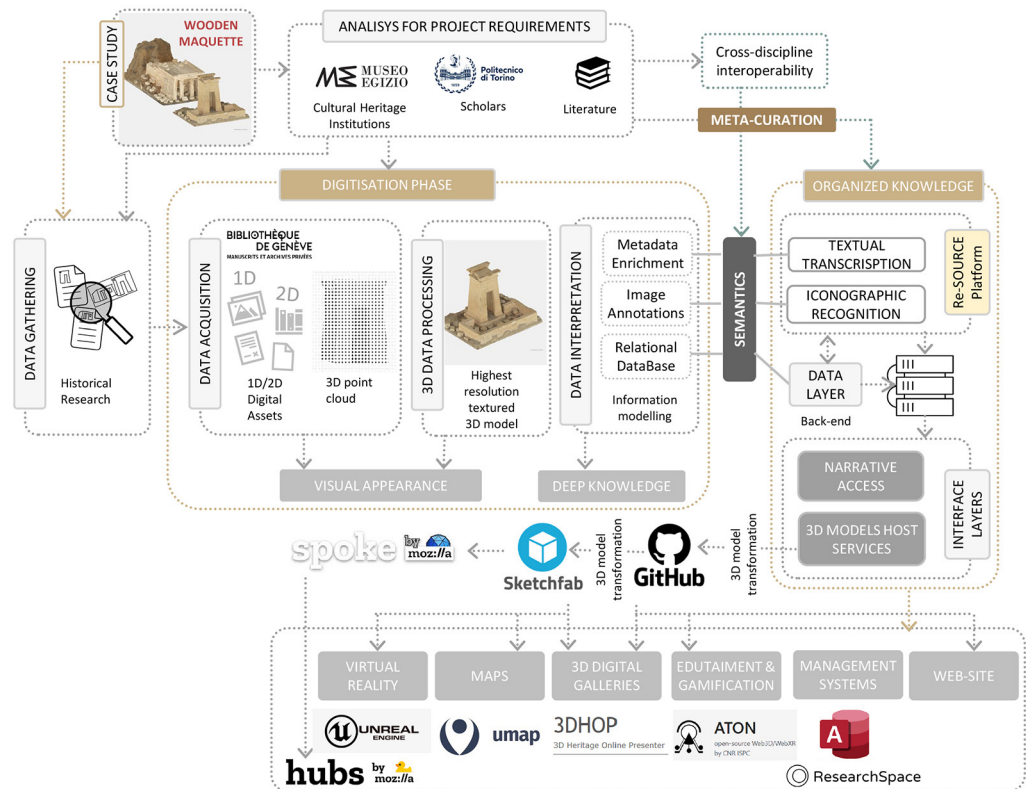 CASE STUDY
WOODEN
MAQUETTE
ANALISYS FOR PROJECT REQUIREMENTS
MUSEO
EGIZIO
Cultural Heritage
Institutions
Politecnico
di Torino
Scholars
Literature
Cross-discipline
interoperability
META-CURATION
DIGITISATION PHASE
ORGANIZED KNOWLEDGE
DATA GATHERING
Historical
Research
DATA ACQUISITION
BIBLIOTHÈQUE
DE GENÈVE
MANUSCRITS ET ARCHIVES PRIVÉES
1D
2D
1D/2D
Digital
Assets
3D point
cloud
3D DATA PROCESSING
Highest
resolution
textured
3D model
DATA INTERPRETATION
Metadata
Enrichment
Image
Annotations
Relational
DataBase
Information
modelling
SEMANTICS
TEXTUAL
TRANSCRISPTION
ICONOGRAPHIC
RECOGNITION
Re-SOURCE
Platform
DATA
LAYER
Back-end
VISUAL APPEARANCE
DEEP KNOWLEDGE
NARRATIVE
ACCESS
3D MODELS HOST
SERVICES
INTERFACE
LAYERS
spoke
by
moz://a
Sketchfab
3D model
transformation
GitHub
3D model
transformation
VIRTUAL
REALITY
MAPS
3D DIGITAL
GALLERIES
EDUTAIMENT &
GAMIFICATION
MANAGEMENT
SYSTEMS
WEB-SITE
UNREAL
ENGINE
umap
3DHOP
3D Heritage Online Presenter
ATON
open-source Web3D/WebXR
by CNR ISPC
A
hubs
by
moz://a
ResearchSpace